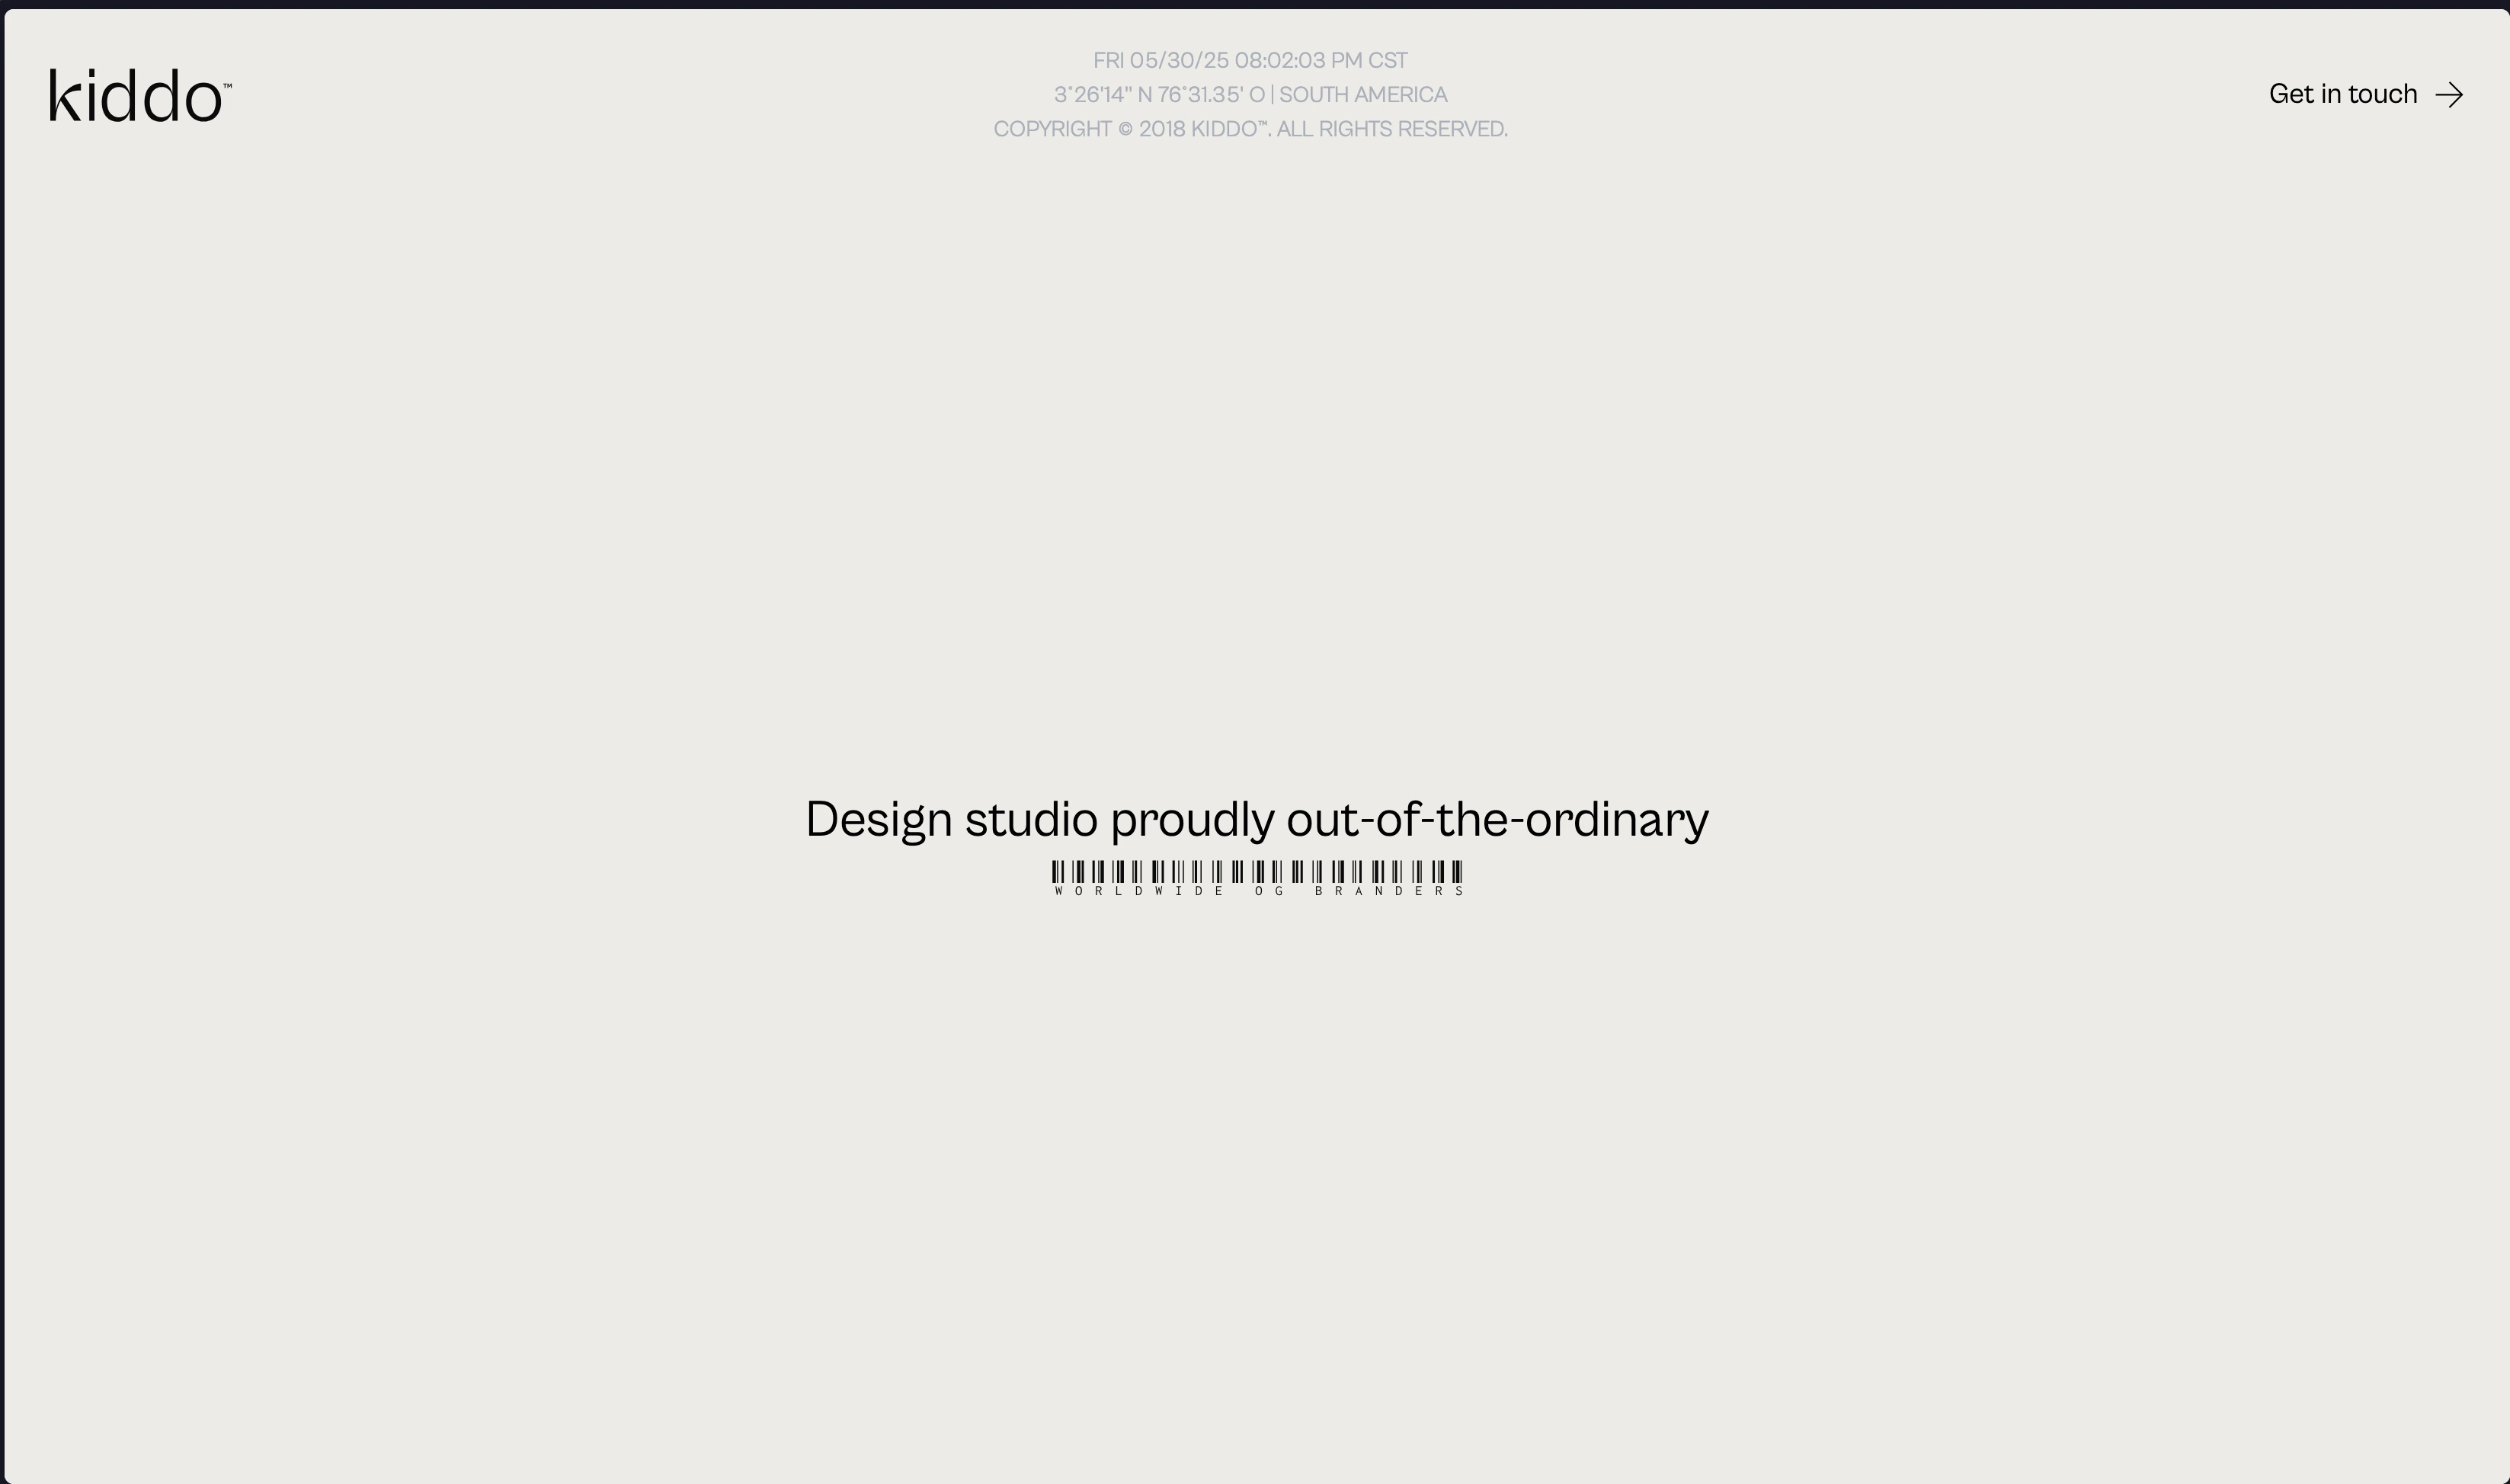 kiddo™
FRI 05/30/25 08:02:03 PM CST
3°26'14" N 76°31.35' O | SOUTH AMERICA
COPYRIGHT © 2018 KIDDO™. ALL RIGHTS RESERVED.
Get in touch →
Design studio proudly out-of-the-ordinary
WORLDWIDE OG BRANDERS